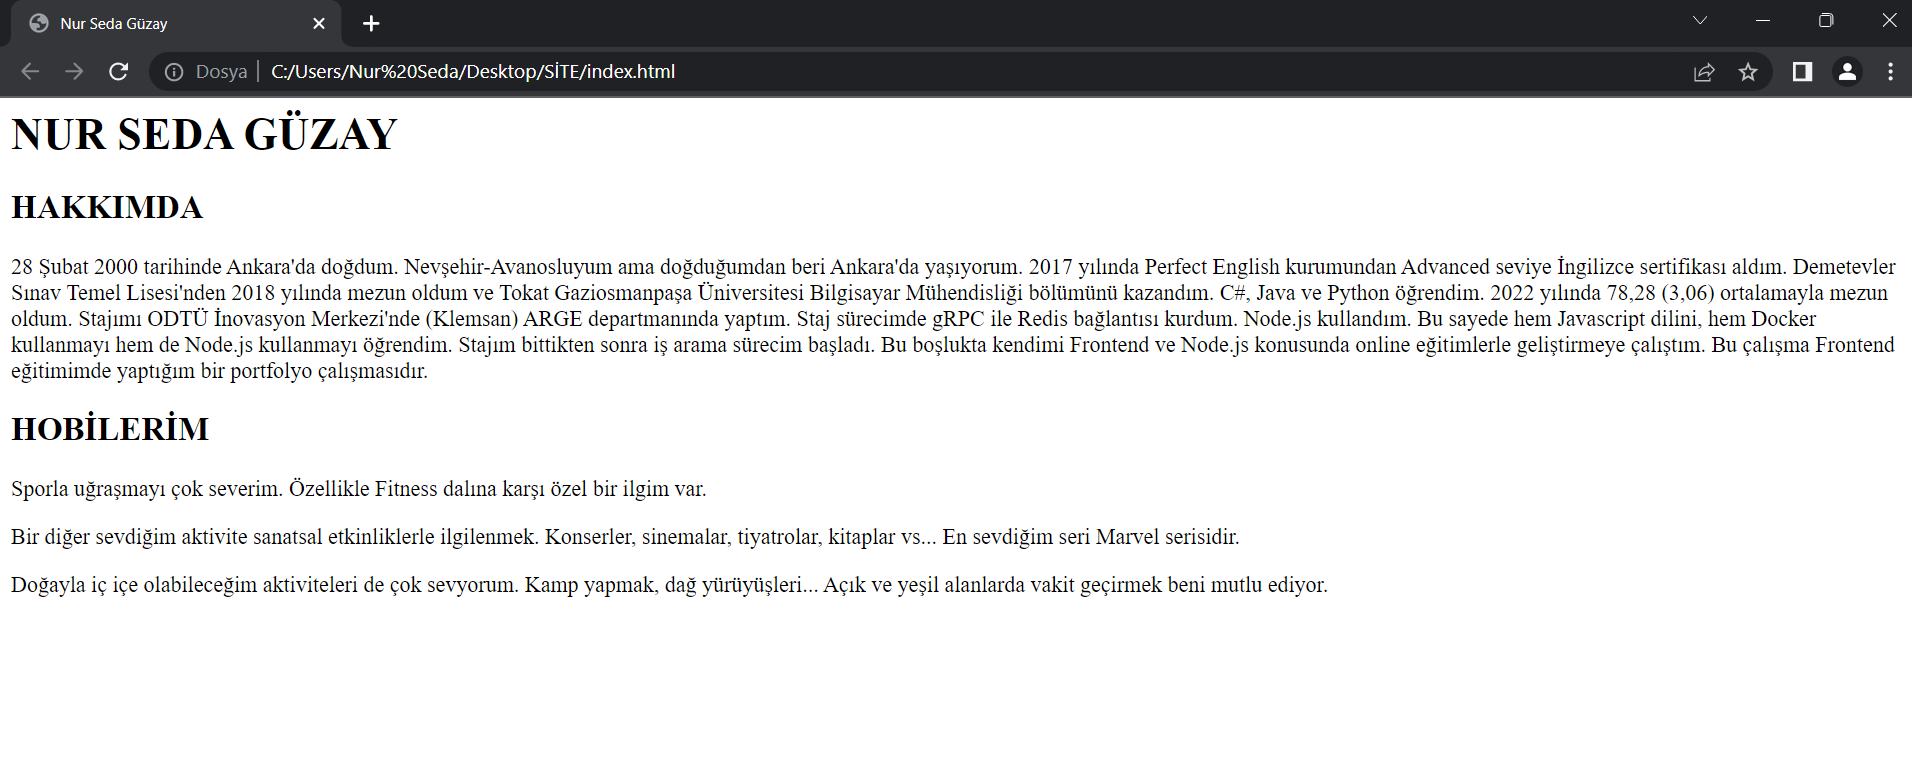 Nur Seda Güzay
Dosya C:/Users/Nur%20Seda/Desktop/SİTE/index.html
NUR SEDA GÜZAY
HAKKIMDA
28 Şubat 2000 tarihinde Ankara'da doğdum. Nevşehir-Avanosluyum ama doğduğumdan beri Ankara'da yaşıyorum. 2017 yılında Perfect English kurumundan Advanced seviye İngilizce sertifikası aldım. Demetevler
Sınav Temel Lisesi'nden 2018 yılında mezun oldum ve Tokat Gaziosmanpaşa Üniversitesi Bilgisayar Mühendisliği bölümünü kazandım. C#, Java ve Python öğrendim. 2022 yılında 78,28 (3,06) ortalamayla mezun
oldum. Stajımı ODTÜ İnovasyon Merkezi'nde (Klemsan) ARGE departmanında yaptım. Staj sürecimde gRPC ile Redis bağlantısı kurdum. Node.js kullandım. Bu sayede hem Javascript dilini, hem Docker
kullanmayı hem de Node.js kullanmayı öğrendim. Stajım bittikten sonra iş arama sürecim başladı. Bu boşlukta kendimi Frontend ve Node.js konusunda online eğitimlerle geliştirmeye çalıştım. Bu çalışma Frontend
eğitimimde yaptığım bir portfolyo çalışmasıdır.
HOBİLERİM
Sporla uğraşmayı çok severim. Özellikle Fitness dalına karşı özel bir ilgim var.
Bir diğer sevdiğim aktivite sanatsal etkinliklerle ilgilenmek. Konserler, sinemalar, tiyatrolar, kitaplar vs... En sevdiğim seri Marvel serisidir.
Doğayla iç içe olabileceğim aktiviteleri de çok sevyorum. Kamp yapmak, dağ yürüyüşleri... Açık ve yeşil alanlarda vakit geçirmek beni mutlu ediyor.